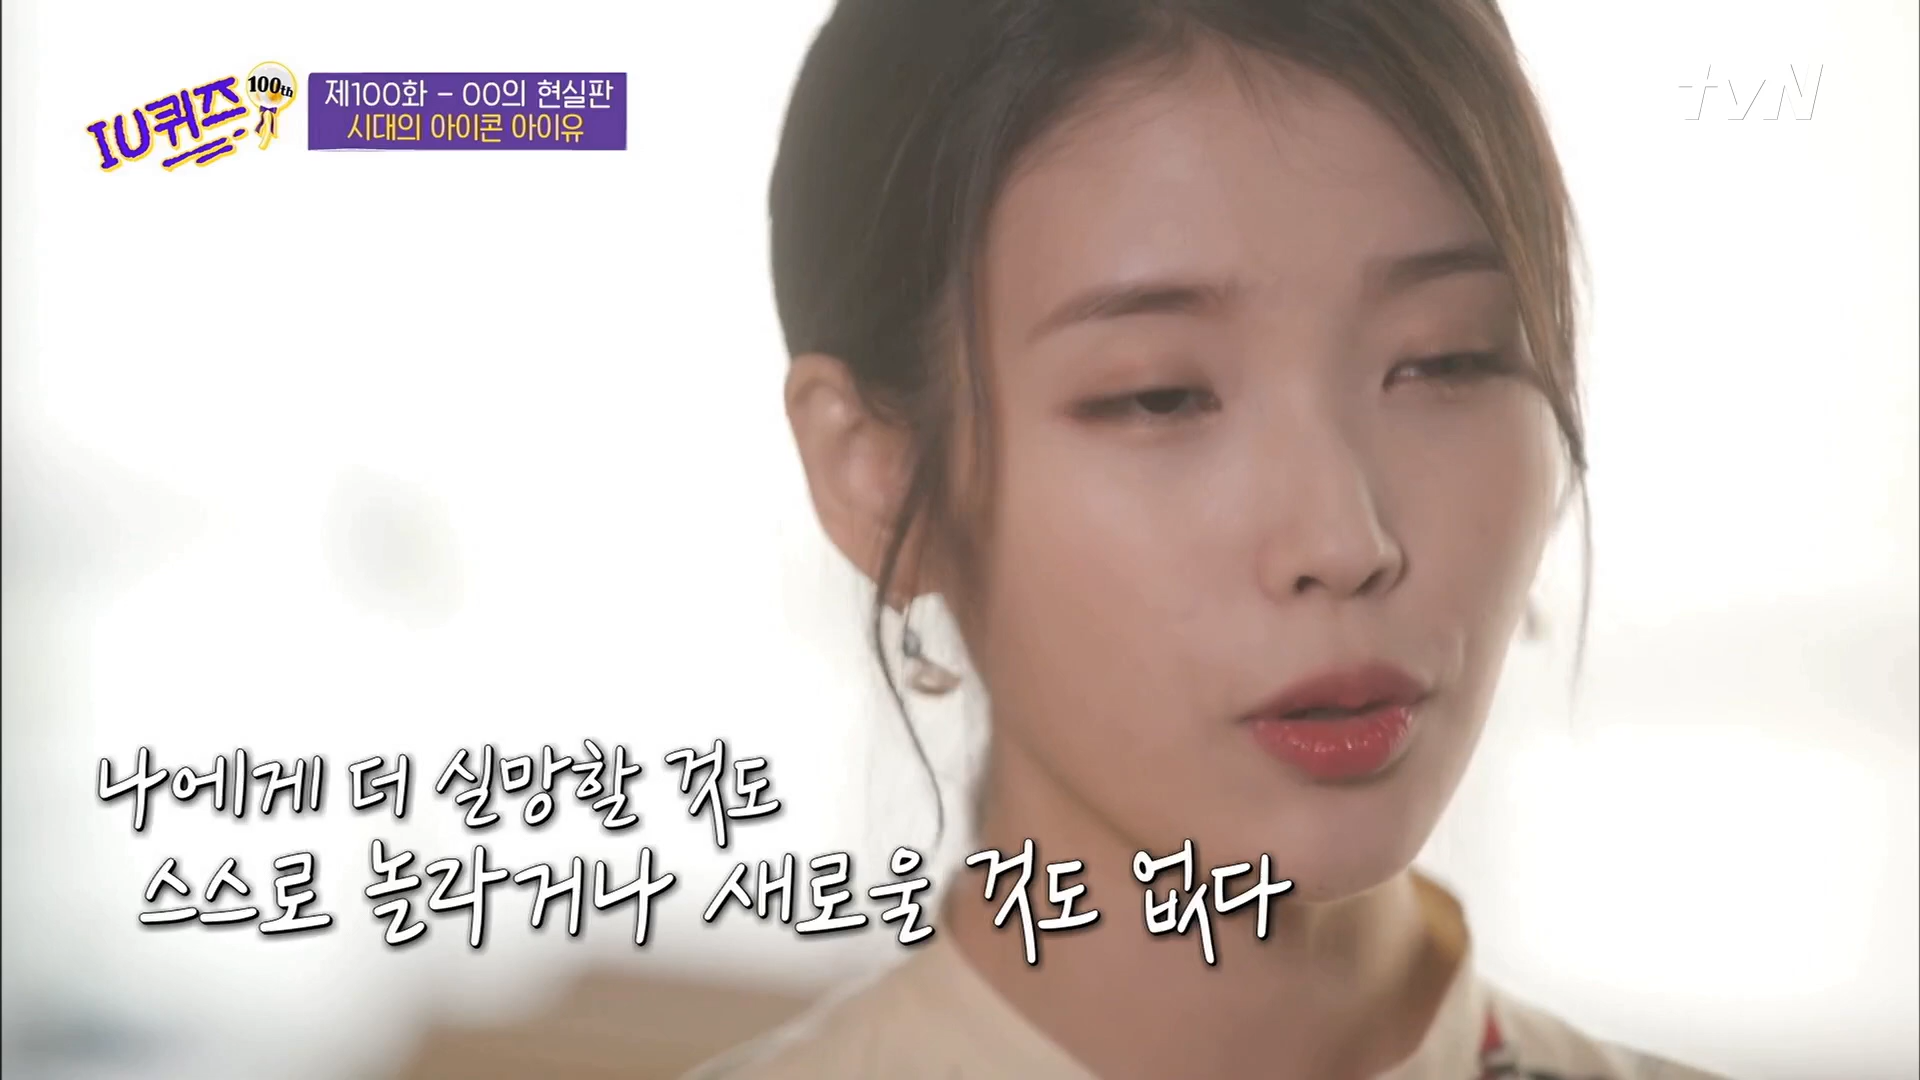 IU퀴즈
100th
제100화 - OO의 현실판
시대의 아이콘 아이유
tvN
나에게 더 실망할 것도
스스로 놀라거나 새로울 것도 없다